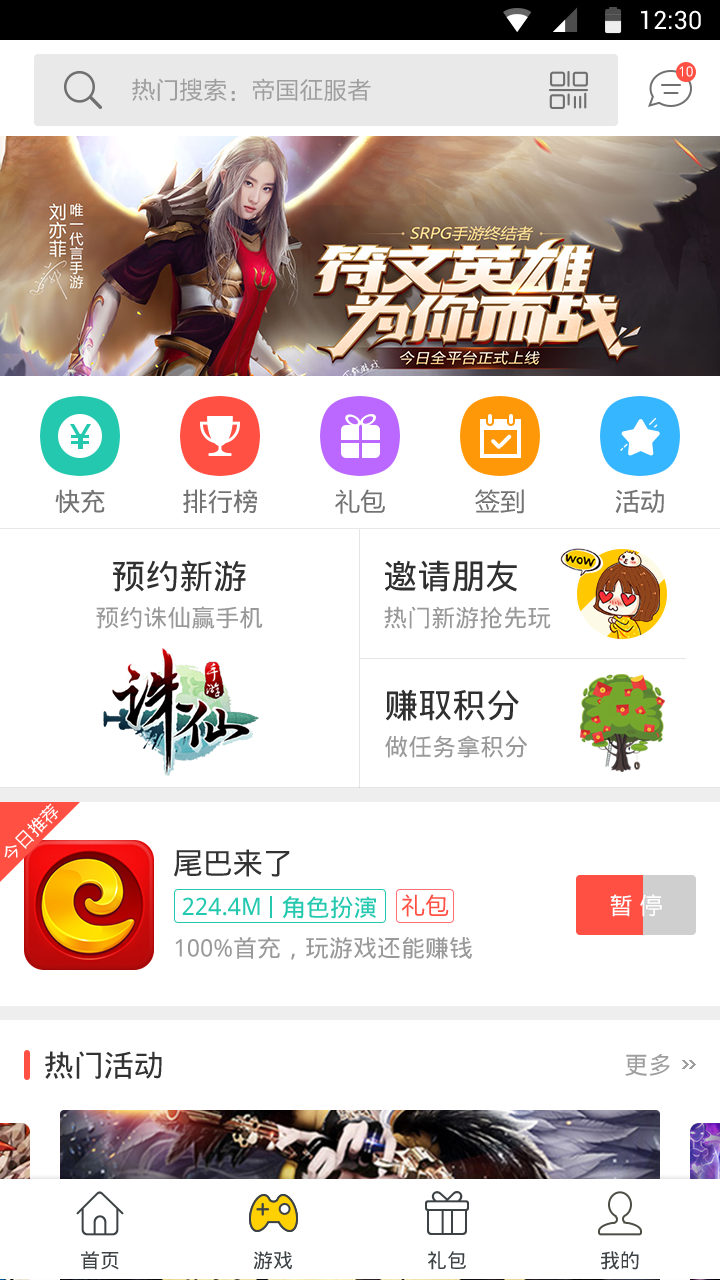 12:30
热门搜索：帝国征服者
10
唯一代言手游
刘亦菲
SRPG手游终结者
符文英雄
为你而战
今日全平台正式上线
快充
排行榜
礼包
签到
活动
预约新游
预约诛仙赢手机
诛仙
手游
邀请朋友
热门新游抢先玩
WOW
赚取积分
做任务拿积分
今日推荐
尾巴来了
224.4M | 角色扮演
礼包
100%首充，玩游戏还能赚钱
暂停
热门活动
更多 >>
首页
游戏
礼包
我的